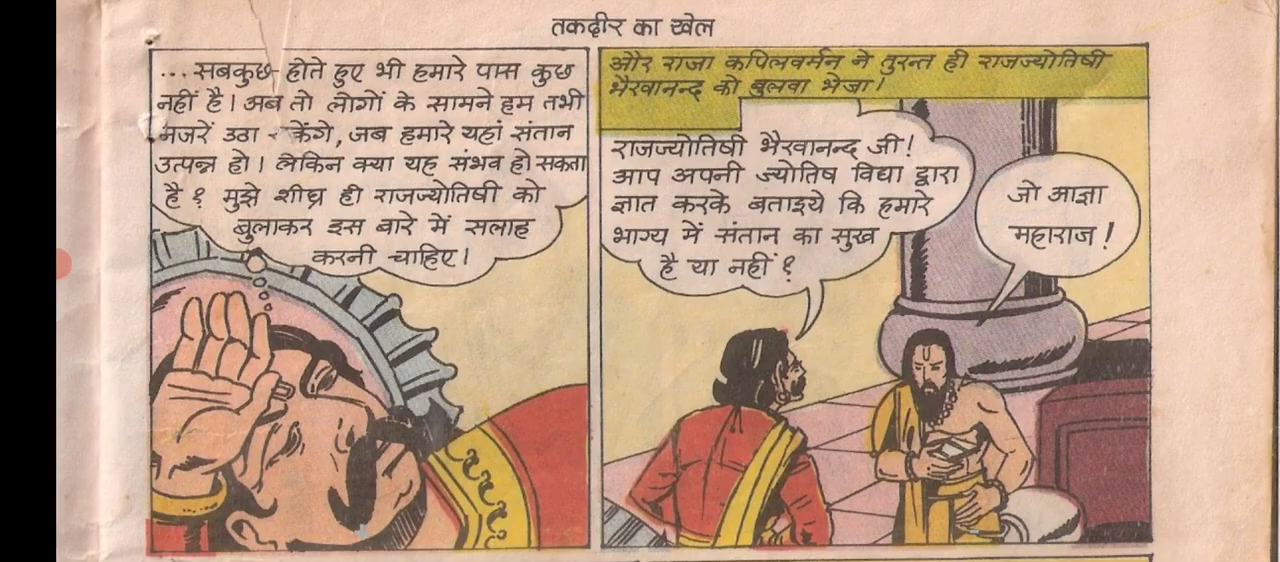 तकदीर का खेल
...सबकुछ होते हुए भी हमारे पास कुछ
नहीं है। अब तो लोगों के सामने हम तभी
नजरें उठा केंगे, जब हमारे यहां संतान
उत्पन्न हो। लेकिन क्या यह संभव हो सकता
है? मुझे शीघ्र ही राजज्योतिषी को
बुलाकर इस बारे में सलाह
करनी चाहिए।
और राजा कपिलवर्मन ने तुरन्त ही राजज्योतिषी
भैरवानन्द को बुलवा भेजा!
राजज्योतिषी भैरवानन्द जी!
आप अपनी ज्योतिष विद्या द्वारा
ज्ञात करके बताइये कि हमारे
भाग्य में संतान का सुख
है या नहीं?
जो आज्ञा
महाराज!